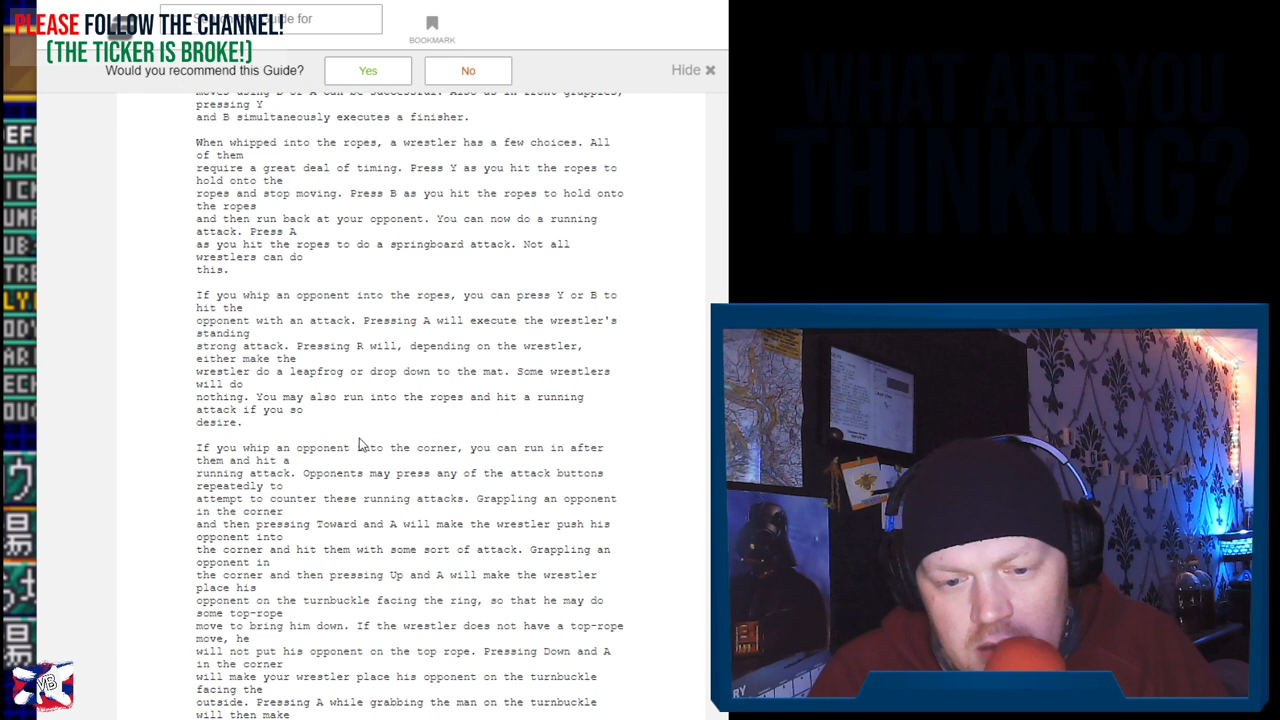 PLEASE FOLLOW THE CHANNEL!
(THE TICKER IS BROKE!)
Guide for
BOOKMARK
Would you recommend this Guide?
Yes
No
Hide ✖
WHAT ARE YOU
THINKING?
moves using B or A can be successful. Also as in front grapples,
pressing Y
and B simultaneously executes a finisher.
When whipped into the ropes, a wrestler has a few choices. All
of them
require a great deal of timing. Press Y as you hit the ropes to
hold onto the
ropes and stop moving. Press B as you hit the ropes to hold onto
the ropes
and then run back at your opponent. You can now do a running
attack. Press A
as you hit the ropes to do a springboard attack. Not all
wrestlers can do
this.
If you whip an opponent into the ropes, you can press Y or B to
hit the
opponent with an attack. Pressing A will execute the wrestler's
standing
strong attack. Pressing R will, depending on the wrestler,
either make the
wrestler do a leapfrog or drop down to the mat. Some wrestlers
will do
nothing. You may also run into the ropes and hit a running
attack if you so
desire.
If you whip an opponent into the corner, you can run in after
them and hit a
running attack. Opponents may press any of the attack buttons
repeatedly to
attempt to counter these running attacks. Grappling an opponent
in the corner
and then pressing Toward and A will make the wrestler push his
opponent into
the corner and hit them with some sort of attack. Grappling an
opponent in
the corner and then pressing Up and A will make the wrestler
place his
opponent on the turnbuckle facing the ring, so that he may do
some top-rope
move to bring him down. If the wrestler does not have a top-rope
move, he
will not put his opponent on the top rope. Pressing Down and A
in the corner
will make your wrestler place his opponent on the turnbuckle
facing the
outside. Pressing A while grabbing the man on the turnbuckle
will then make
VB